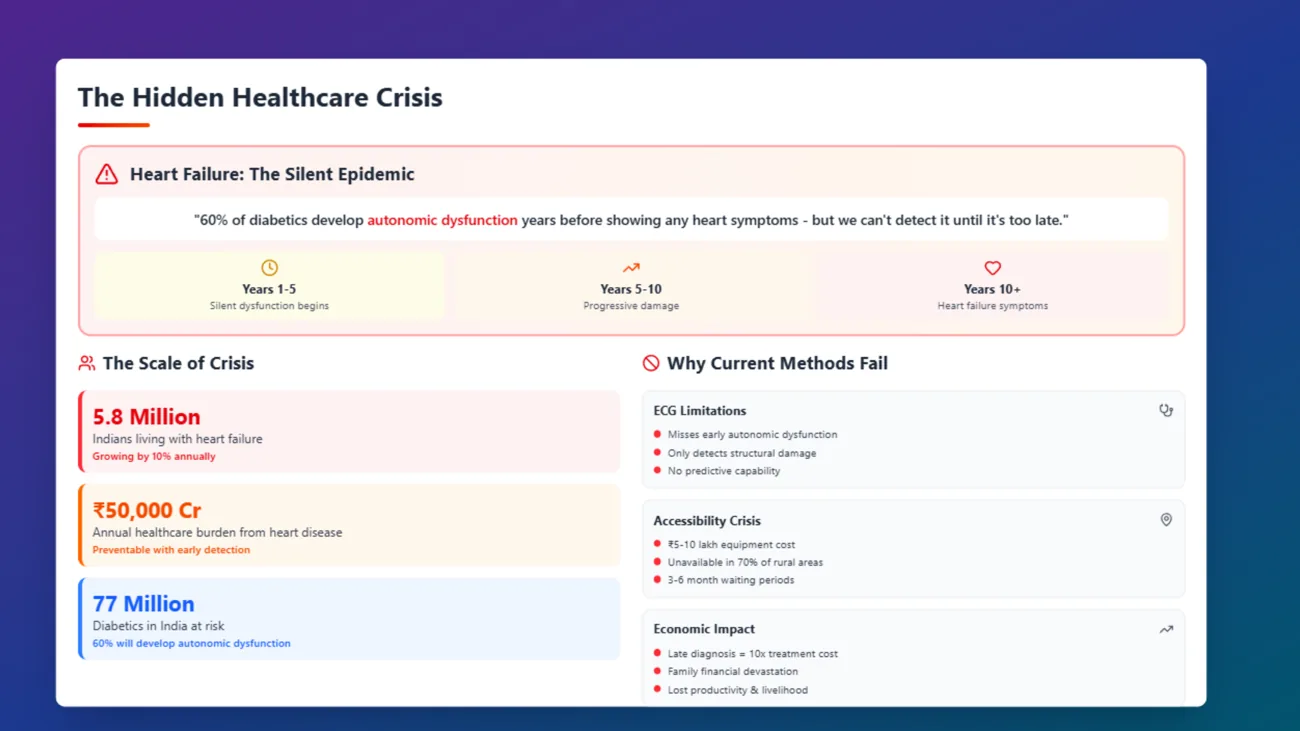 The Hidden Healthcare Crisis
Heart Failure: The Silent Epidemic
"60% of diabetics develop autonomic dysfunction years before showing any heart symptoms - but we can't detect it until it's too late."
Years 1-5
Silent dysfunction begins
Years 5-10
Progressive damage
Years 10+
Heart failure symptoms
The Scale of Crisis
5.8 Million
Indians living with heart failure
Growing by 10% annually
₹50,000 Cr
Annual healthcare burden from heart disease
Preventable with early detection
77 Million
Diabetics in India at risk
60% will develop autonomic dysfunction
Why Current Methods Fail
ECG Limitations
Misses early autonomic dysfunction
Only detects structural damage
No predictive capability
Accessibility Crisis
₹5-10 lakh equipment cost
Unavailable in 70% of rural areas
3-6 month waiting periods
Economic Impact
Late diagnosis = 10x treatment cost
Family financial devastation
Lost productivity & livelihood